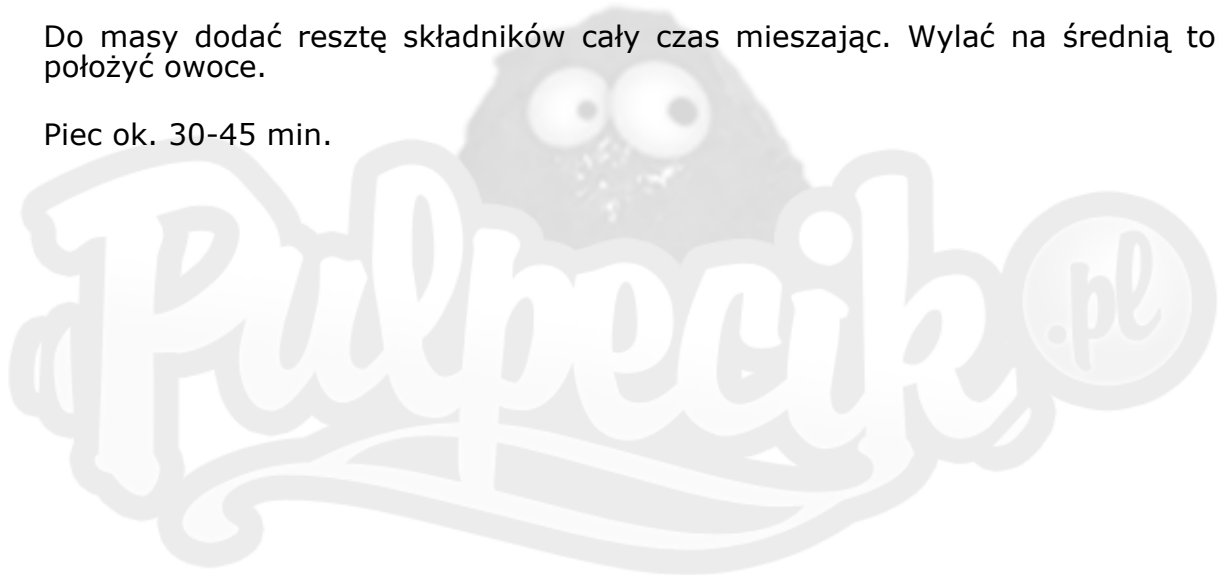 Do masy dodać resztę składników cały czas mieszając. Wylać na średnią to
położyć owoce.
Piec ok. 30-45 min.
Pulpecik .pl